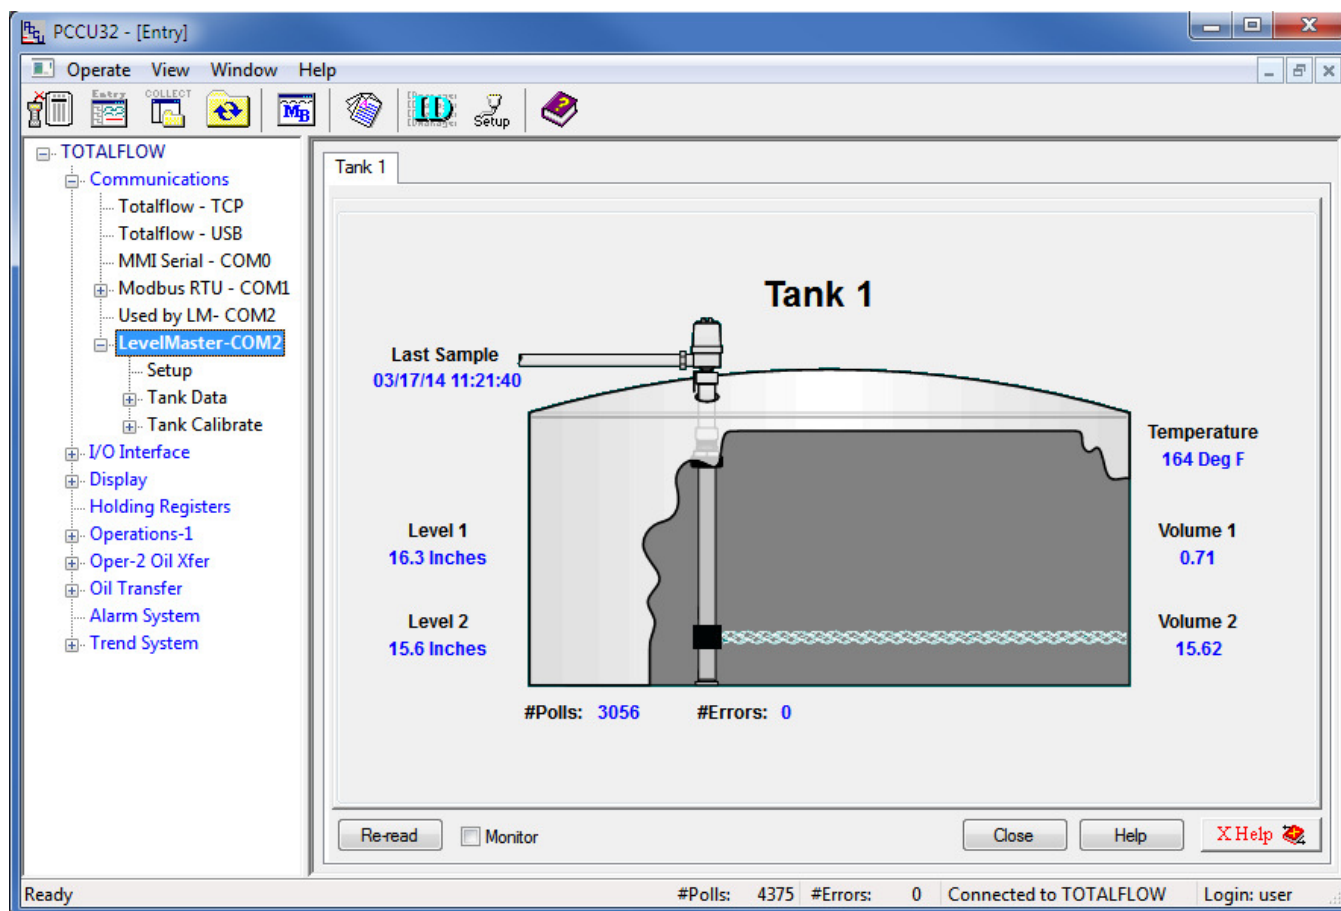 PCCU32 - [Entry]
Operate View Window Help
Entry
COLLECT
MB
ID
Setup
TOTALFLOW
Communications
Totalflow - TCP
Totalflow - USB
MMI Serial - COM0
Modbus RTU - COM1
Used by LM- COM2
LevelMaster-COM2
Setup
Tank Data
Tank Calibrate
I/O Interface
Display
Holding Registers
Operations-1
Oper-2 Oil Xfer
Oil Transfer
Alarm System
Trend System
Tank 1
Tank 1
Last Sample
03/17/14 11:21:40
Temperature
164 Deg F
Level 1
16.3 Inches
Volume 1
0.71
Level 2
15.6 Inches
Volume 2
15.62
#Polls: 3056 #Errors: 0
Re-read Monitor Close Help X Help
Ready #Polls: 4375 #Errors: 0 Connected to TOTALFLOW Login: user